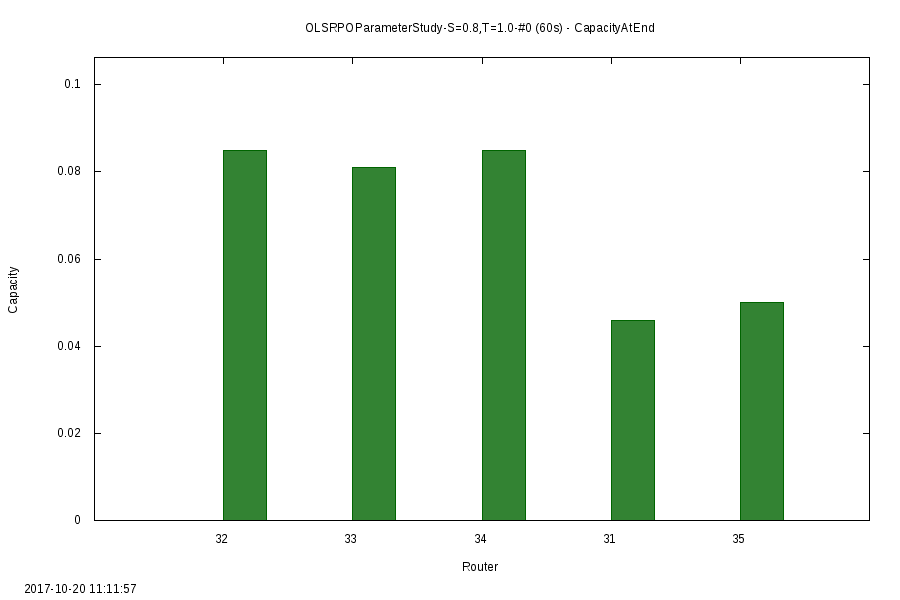 OLSRPOParameterStudy-S=0.8,T=1.0-#0 (60s) - CapacityAtEnd
0.1
0.08
0.06
0.04
0.02
0
Capacity
32 33 34 31 35
Router
2017-10-20 11:11:57